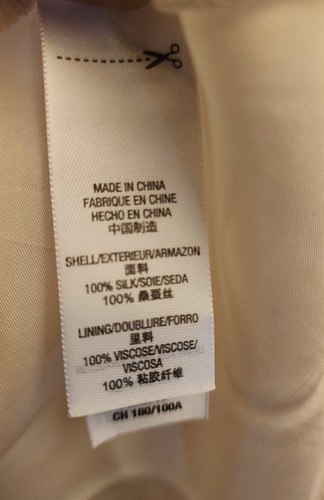 MADE IN CHINA
FABRIQUE EN CHINE
HECHO EN CHINA
中国制造
SHELL/EXTERIEUR/ARMAZON
面料
100% SILK/SOIE/SEDA
100% 桑蚕丝
LINING/DOUBLURE/FORRO
里料
100% VISCOSE/VISCOSE/
VISCOSA
100% 粘胶纤维
CH 180/100A